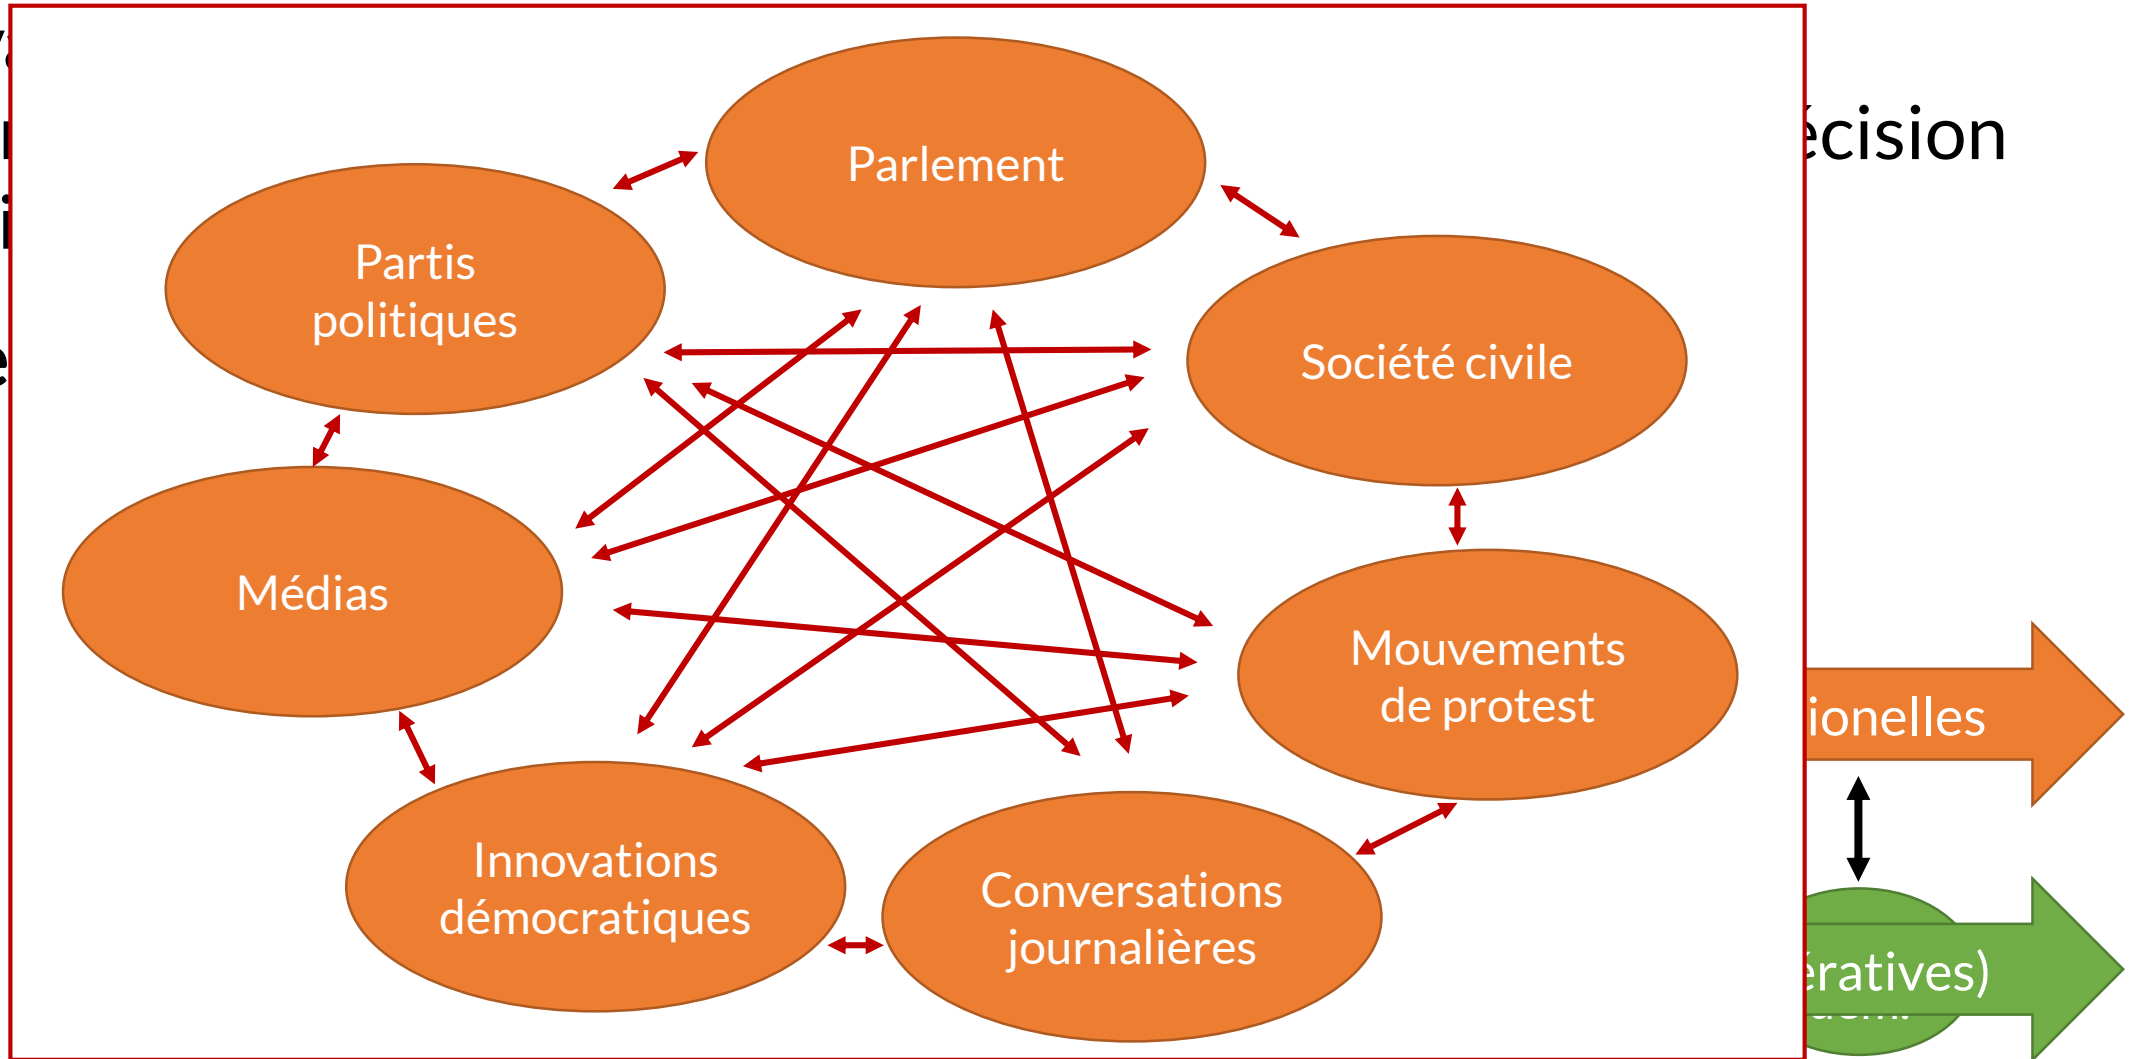 écision
Parlement
Partis
politiques
Société civile
Médias
Mouvements
de protest
ionelles
Innovations
démocratiques
Conversations
journalières
ératives)